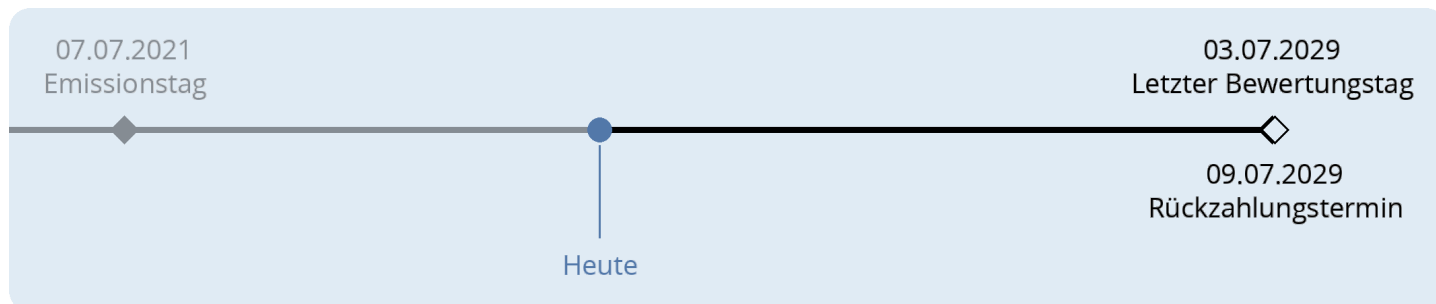 07.07.2021
Emissionstag
03.07.2029
Letzter Bewertungstag
09.07.2029
Rückzahlungstermin
Heute